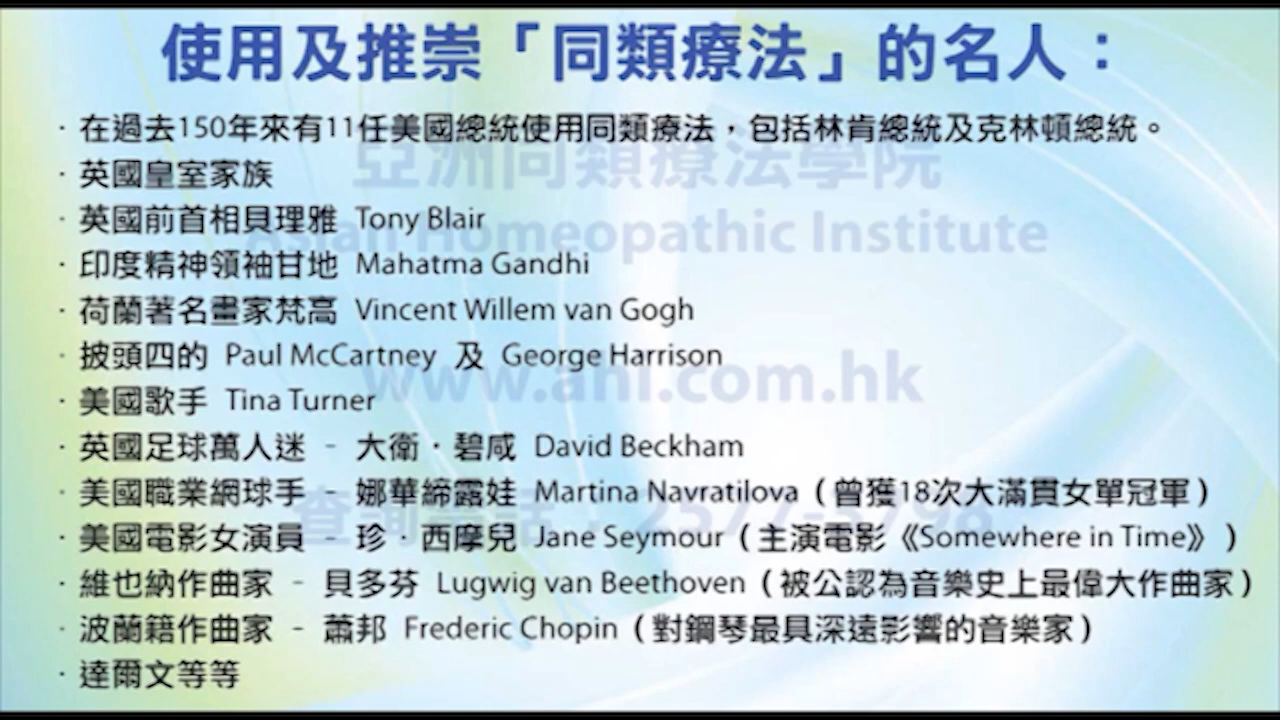 使用及推崇「同類療法」的名人：
· 在過去150年來有11任美國總統使用同類療法，包括林肯總統及克林頓總統。
亞洲同類療法學院
· 英國皇室家族
· 英國前首相貝理雅 Tony Blair
Asian Homeopathic Institute
· 印度精神領袖甘地 Mahatma Gandhi
· 荷蘭著名畫家梵高 Vincent Willem van Gogh
· 披頭四的 Paul McCartney 及 George Harrison
www.ahi.com.hk
· 美國歌手 Tina Turner
· 英國足球萬人迷 - 大衛·碧咸 David Beckham
· 美國職業網球手 - 娜華締露娃 Martina Navratilova（曾獲18次大滿貫女單冠軍）
· 美國電影女演員 - 珍·西摩兒 Jane Seymour（主演電影《Somewhere in Time》）
· 維也納作曲家 - 貝多芬 Lugwig van Beethoven（被公認為音樂史上最偉大作曲家）
· 波蘭籍作曲家 - 蕭邦 Frederic Chopin（對鋼琴最具深遠影響的音樂家）
· 達爾文等等